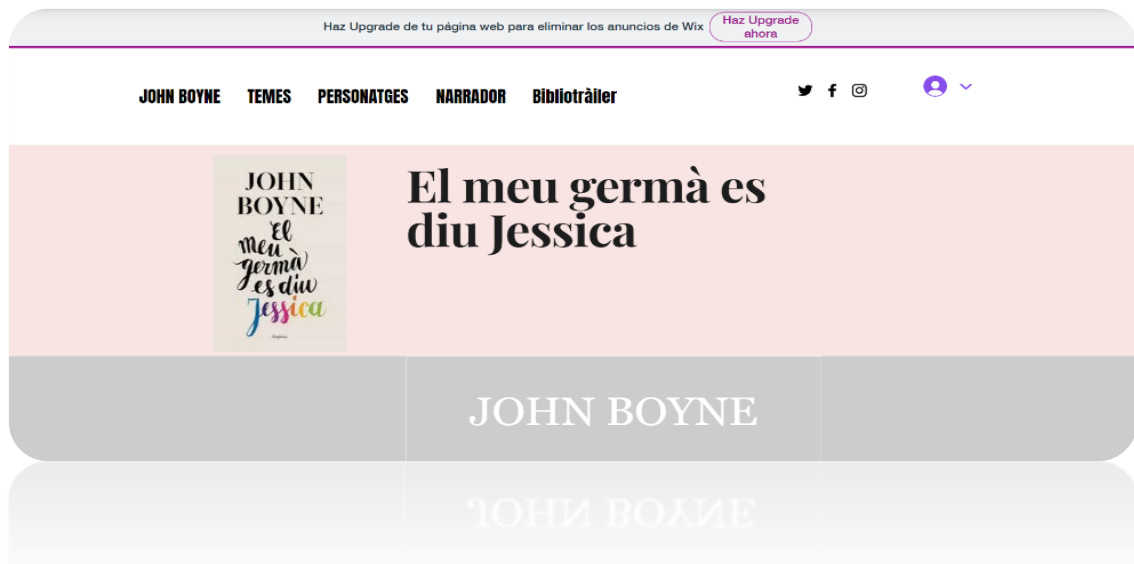 Haz Upgrade de tu página web para eliminar los anuncios de Wix
Haz Upgrade
ahora
JOHN BOYNE TEMES PERSONATGES NARRADOR Bibliotràiler
JOHN
BOYNE
El
meu
germà
es diu
Jessica
El meu germà es
diu Jessica
JOHN BOYNE
JOHN BOYNE